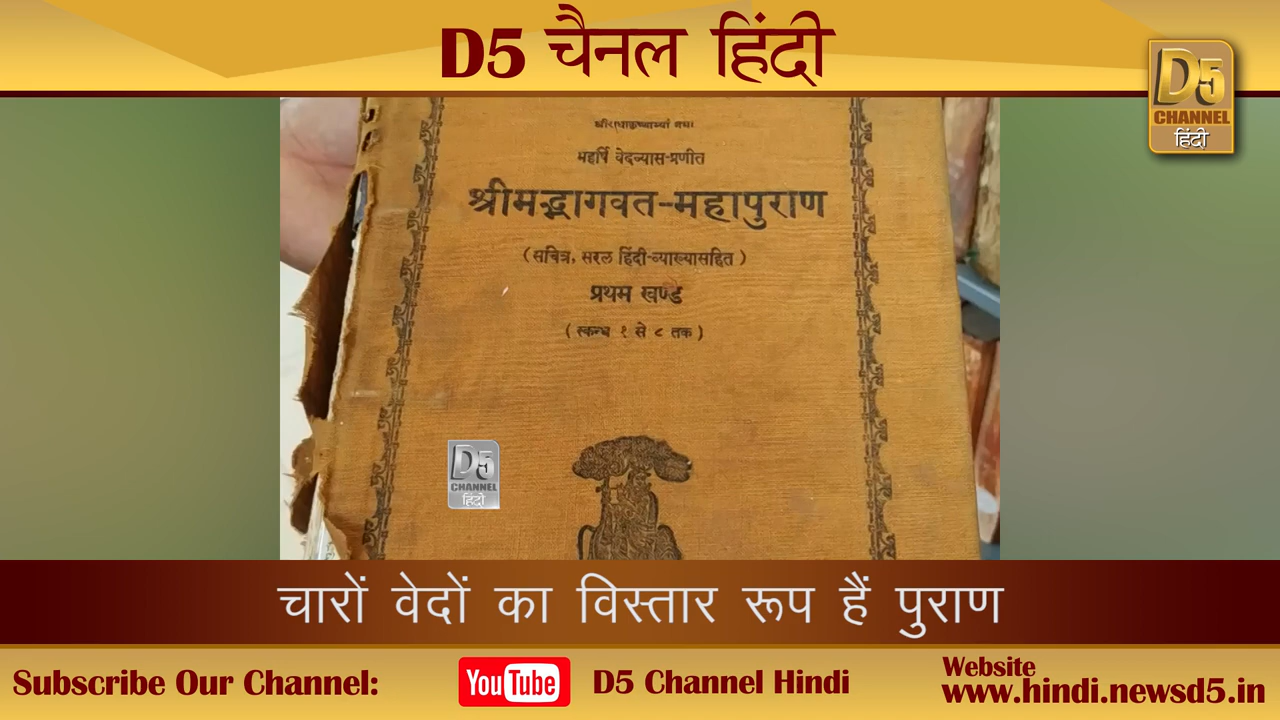 D5 चैनल हिंदी
D5
CHANNEL
हिंदी
महर्षि वेदव्यास-प्रणीत
श्रीमद्भागवत-महापुराण
(सचित्र, सरल हिंदी-व्याख्यासहित)
प्रथम खण्ड
(स्कन्ध १ से ८ तक)
D5
CHANNEL
हिंदी
चारों वेदों का विस्तार रूप हैं पुराण
Subscribe Our Channel:
YouTube
D5 Channel Hindi
Website
www.hindi.newsd5.in